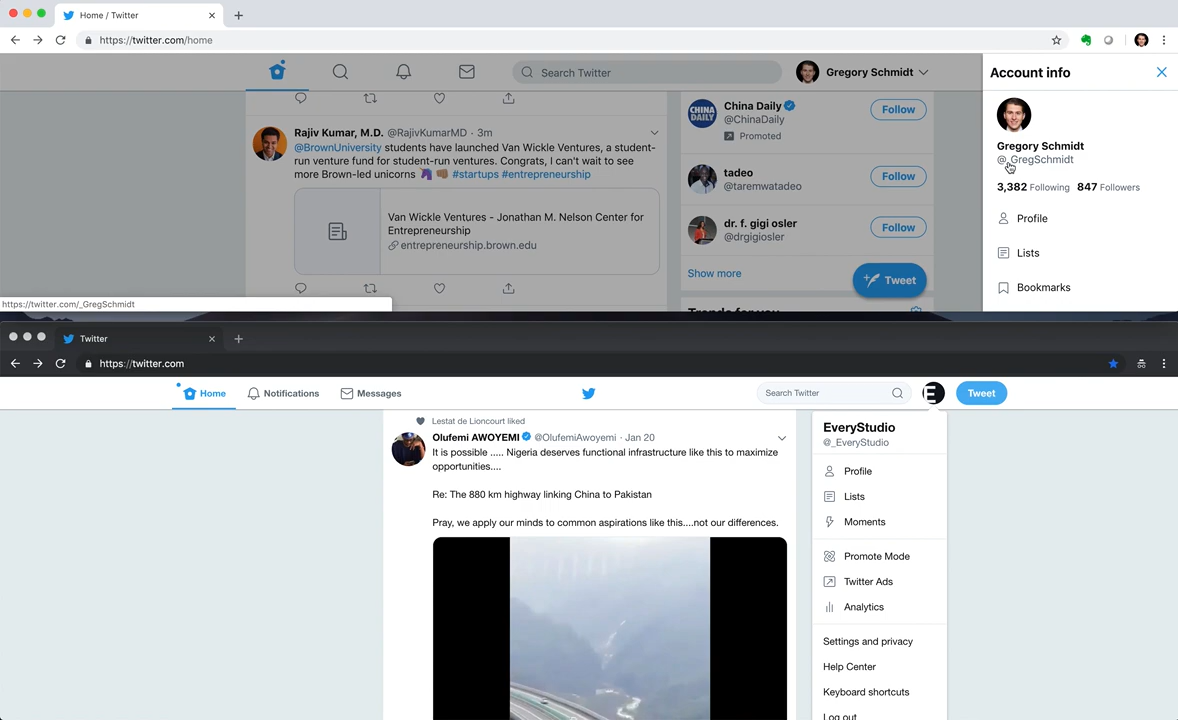 Home / Twitter
https://twitter.com/home
Search Twitter
Gregory Schmidt
Account info
Rajiv Kumar, M.D. @RajivKumarMD · 3m
@BrownUniversity students have launched Van Wickle Ventures, a student-
run venture fund for student-run ventures. Congrats, I can't wait to see
more Brown-led unicorns 🦄 👊🏽 #startups #entrepreneurship
Van Wickle Ventures - Jonathan M. Nelson Center for
Entrepreneurship
entrepreneurship.brown.edu
CHINA
DAILY
China Daily
@ChinaDaily
Promoted
Follow
tadeo
@taremwatadeo
Follow
dr. f. gigi osler
@drgigiosler
Follow
Show more
Tweet
Trends for you
Gregory Schmidt
@_GregSchmidt
3,382 Following 847 Followers
Profile
Lists
Bookmarks
https://twitter.com/_GregSchmidt
Twitter
https://twitter.com
Home
Notifications
Messages
Search Twitter
E
Tweet
Lestat de Lioncourt liked
Olufemi AWOYEMI @OlufemiAwoyemi · Jan 20
It is possible ..... Nigeria deserves functional infrastructure like this to maximize
opportunities....
Re: The 880 km highway linking China to Pakistan
Pray, we apply our minds to common aspirations like this....not our differences.
EveryStudio
@_EveryStudio
Profile
Lists
Moments
Promote Mode
Twitter Ads
Analytics
Settings and privacy
Help Center
Keyboard shortcuts
Log out